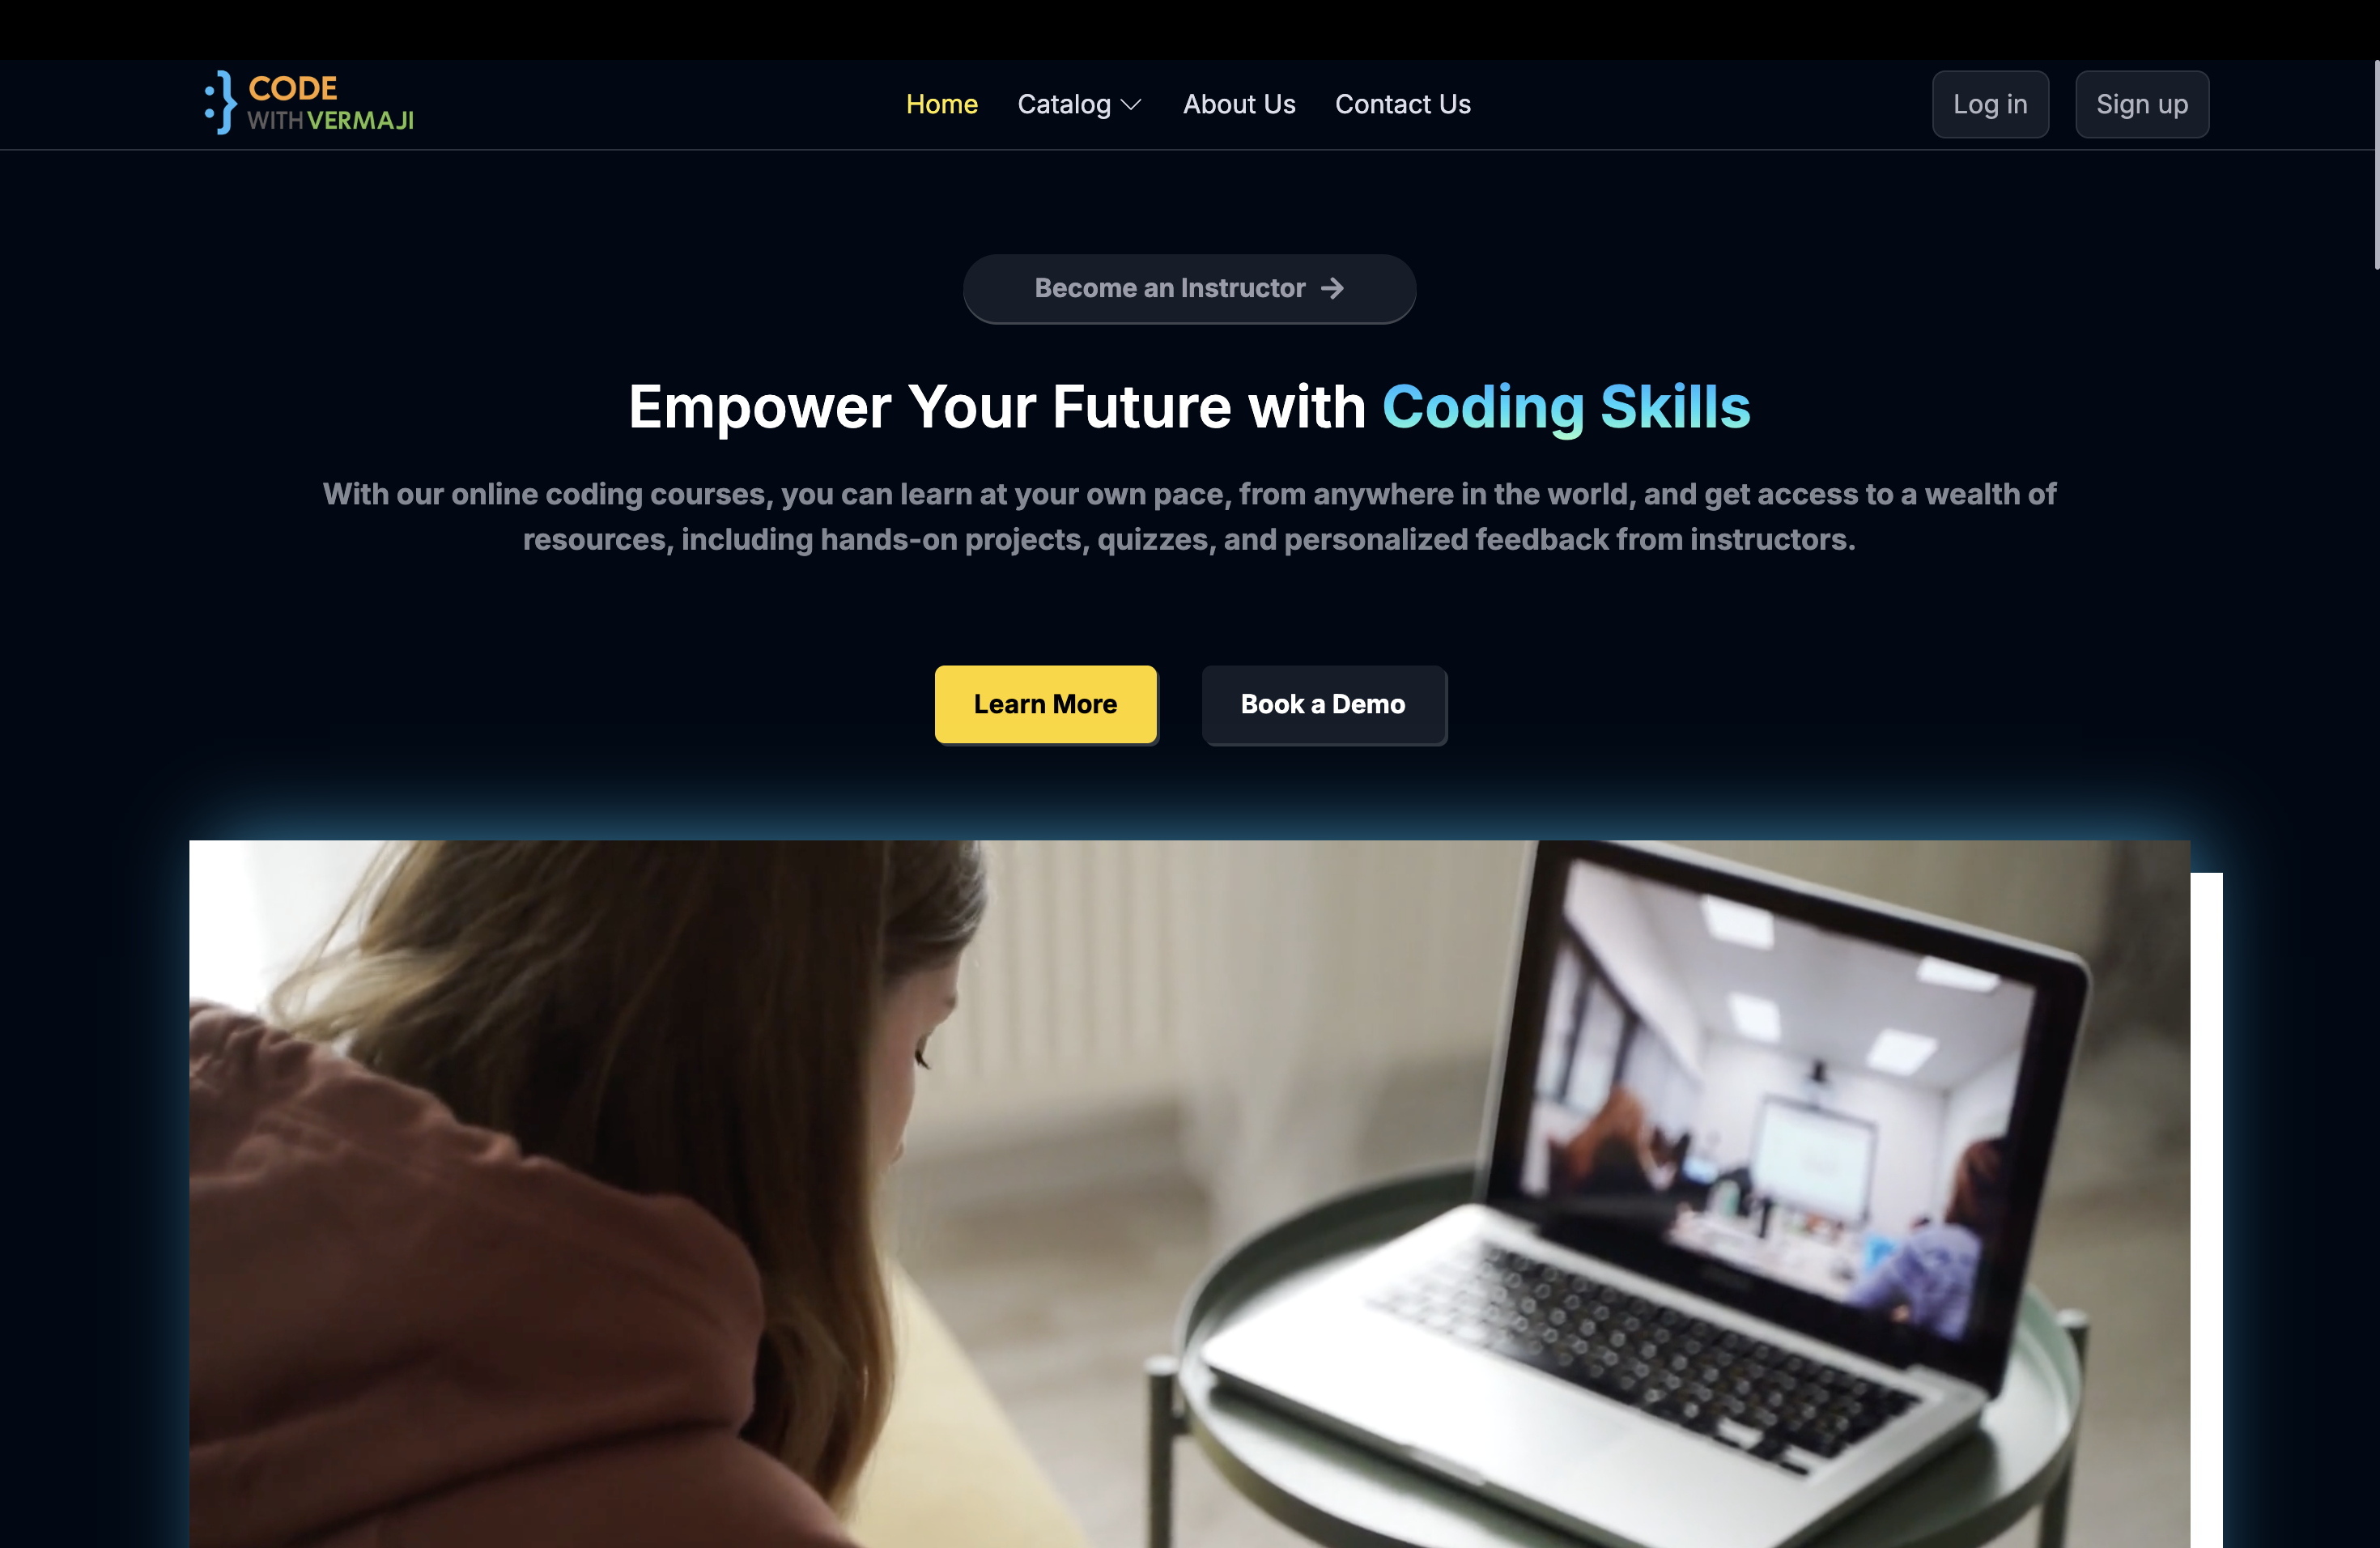 CODE
WITH VERMAJI
Home Catalog About Us Contact Us
Log in Sign up
Become an Instructor →
Empower Your Future with Coding Skills
With our online coding courses, you can learn at your own pace, from anywhere in the world, and get access to a wealth of
resources, including hands-on projects, quizzes, and personalized feedback from instructors.
Learn More Book a Demo